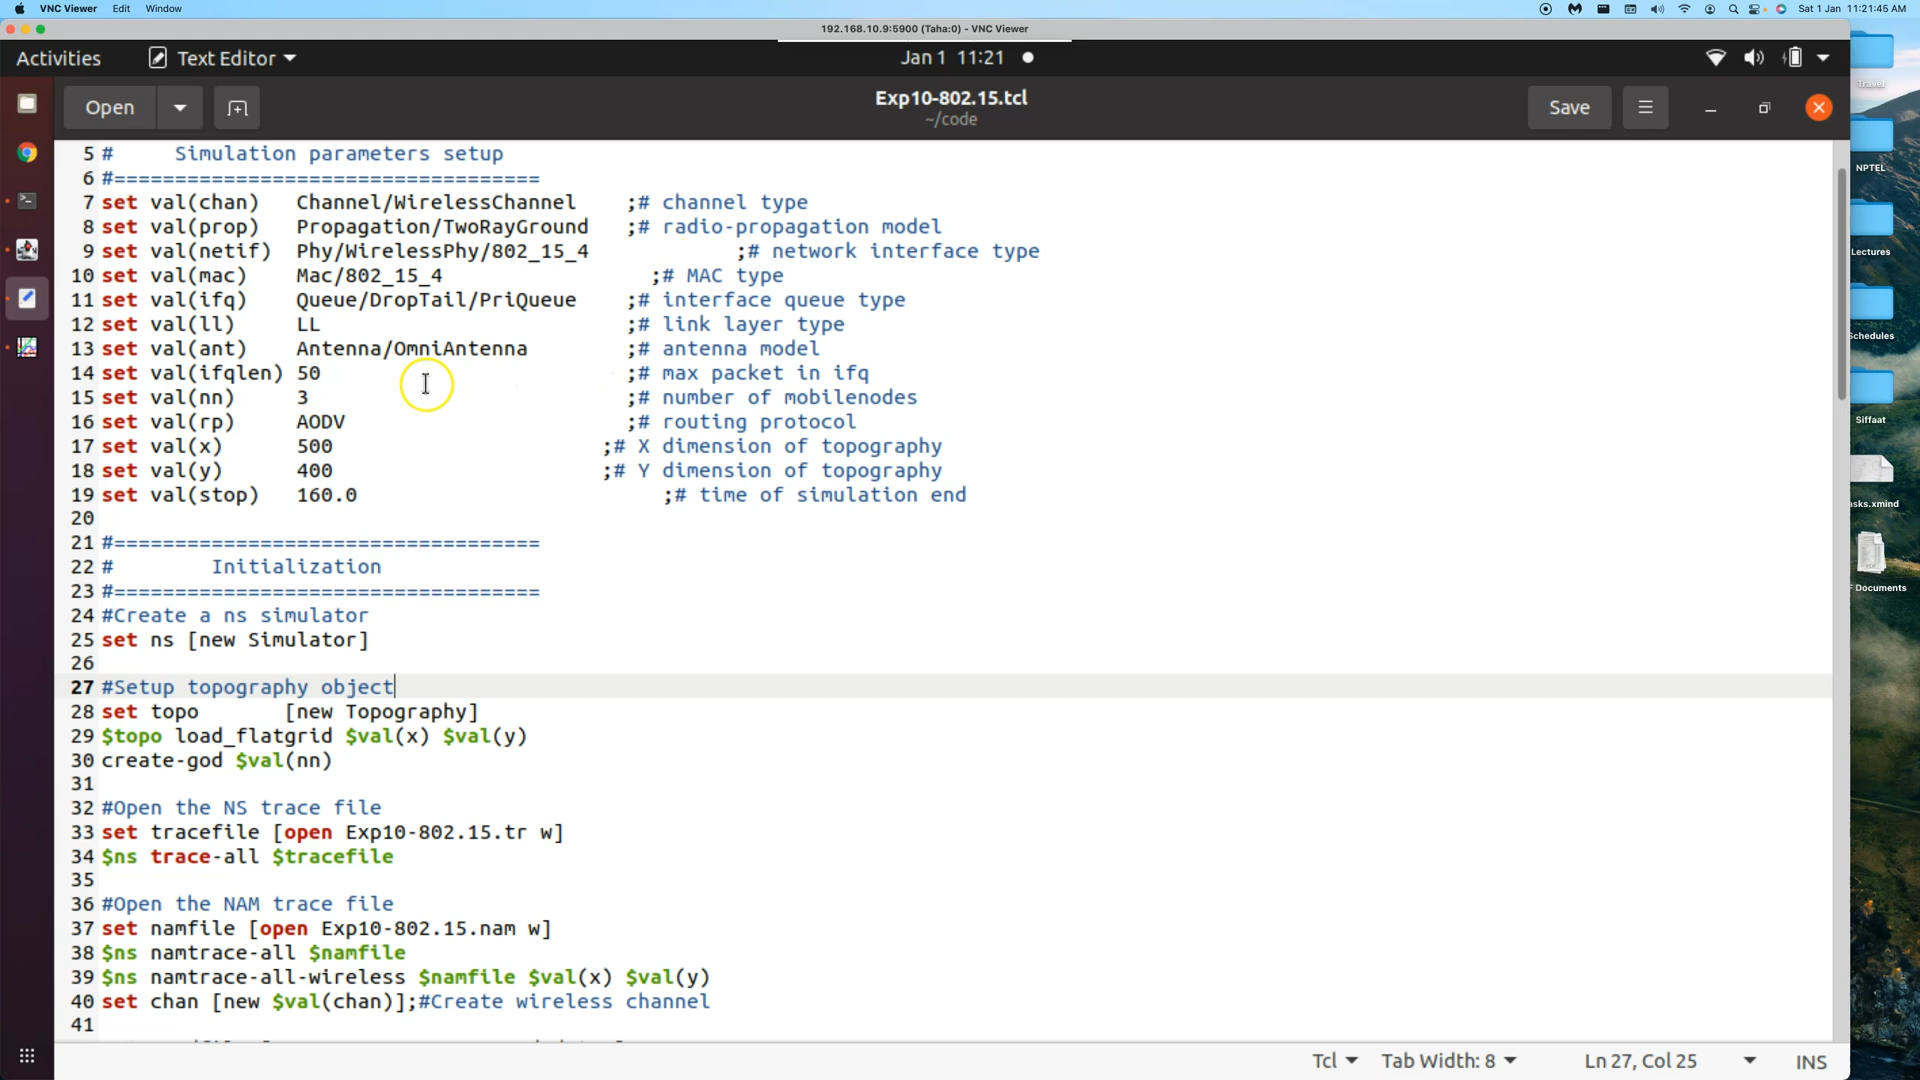 VNC Viewer Edit Window Sat 1 Jan 11:21:45 AM
192.168.10.9:5900 (Taha:0) - VNC Viewer
Activities Text Editor Jan 1 11:21
Open Exp10-802.15.tcl Save
~/code
5 # Simulation parameters setup
6 #===================================
7 set val(chan) Channel/WirelessChannel ;# channel type
8 set val(prop) Propagation/TwoRayGround ;# radio-propagation model
9 set val(netif) Phy/WirelessPhy/802_15_4 ;# network interface type
10 set val(mac) Mac/802_15_4 ;# MAC type
11 set val(ifq) Queue/DropTail/PriQueue ;# interface queue type
12 set val(ll) LL ;# link layer type
13 set val(ant) Antenna/OmniAntenna ;# antenna model
14 set val(ifqlen) 50 ;# max packet in ifq
15 set val(nn) 3 ;# number of mobilenodes
16 set val(rp) AODV ;# routing protocol
17 set val(x) 500 ;# X dimension of topography
18 set val(y) 400 ;# Y dimension of topography
19 set val(stop) 160.0 ;# time of simulation end
20
21 #===================================
22 # Initialization
23 #===================================
24 #Create a ns simulator
25 set ns [new Simulator]
26
27 #Setup topography object
28 set topo [new Topography]
29 $topo load_flatgrid $val(x) $val(y)
30 create-god $val(nn)
31
32 #Open the NS trace file
33 set tracefile [open Exp10-802.15.tr w]
34 $ns trace-all $tracefile
35
36 #Open the NAM trace file
37 set namfile [open Exp10-802.15.nam w]
38 $ns namtrace-all $namfile
39 $ns namtrace-all-wireless $namfile $val(x) $val(y)
40 set chan [new $val(chan)];#Create wireless channel
41
Tcl Tab Width: 8 Ln 27, Col 25 INS
Travel
NPTEL
Lectures
Schedules
Siffaat
asks.xmind
PDF
F Documents